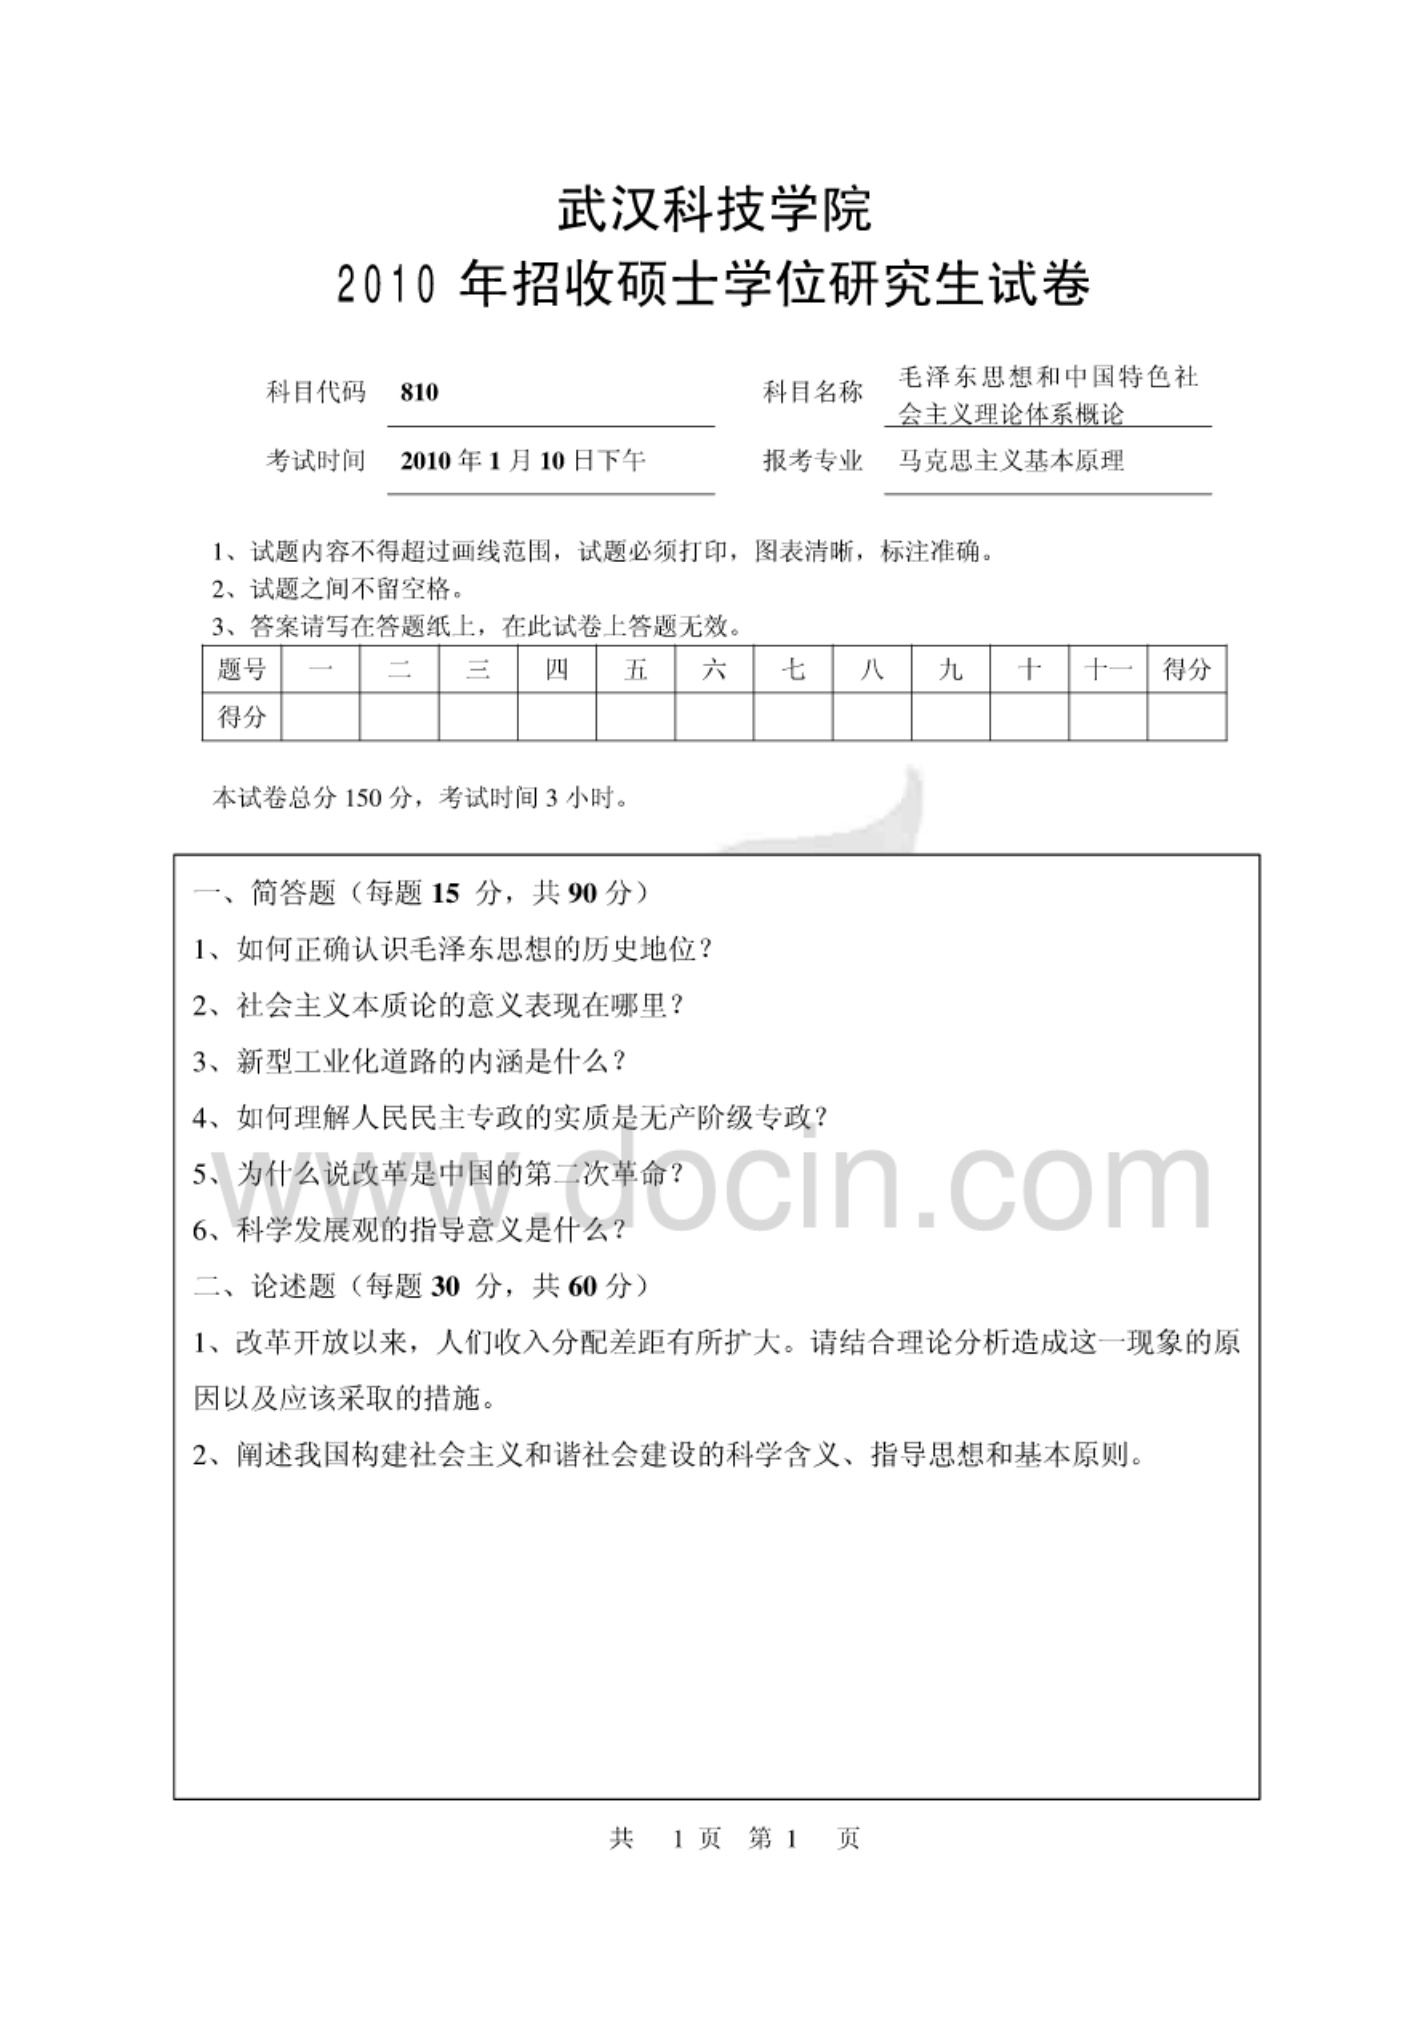 武汉科技学院
2010 年招收硕士学位研究生试卷
科目代码 810 科目名称 毛泽东思想和中国特色社
会主义理论体系概论
考试时间 2010 年 1 月 10 日下午 报考专业 马克思主义基本原理
1、试题内容不得超过画线范围，试题必须打印，图表清晰，标注准确。
2、试题之间不留空格。
3、答案请写在答题纸上，在此试卷上答题无效。
题号 一 二 三 四 五 六 七 八 九 十 十一 得分
得分
本试卷总分 150 分，考试时间 3 小时。
一、简答题（每题 15 分，共 90 分）
1、如何正确认识毛泽东思想的历史地位？
2、社会主义本质论的意义表现在哪里？
3、新型工业化道路的内涵是什么？
4、如何理解人民民主专政的实质是无产阶级专政？
5、为什么说改革是中国的第二次革命？
www.docin.com
6、科学发展观的指导意义是什么？
二、论述题（每题 30 分，共 60 分）
1、改革开放以来，人们收入分配差距有所扩大。请结合理论分析造成这一现象的原
因以及应该采取的措施。
2、阐述我国构建社会主义和谐社会建设的科学含义、指导思想和基本原则。
共 1 页 第 1 页